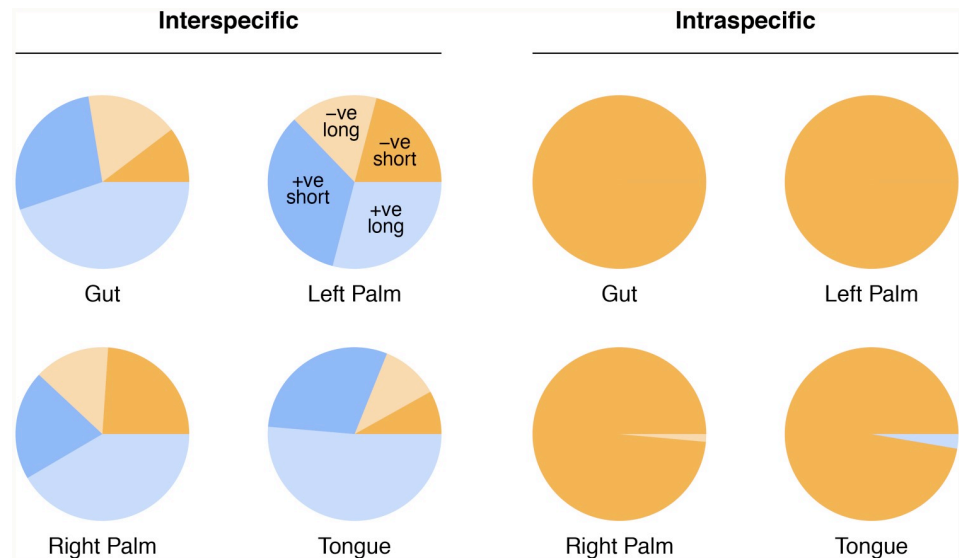 Interspecific
Intraspecific
–ve
long
–ve
short
+ve
short
+ve
long
Gut
Left Palm
Gut
Left Palm
Right Palm
Tongue
Right Palm
Tongue